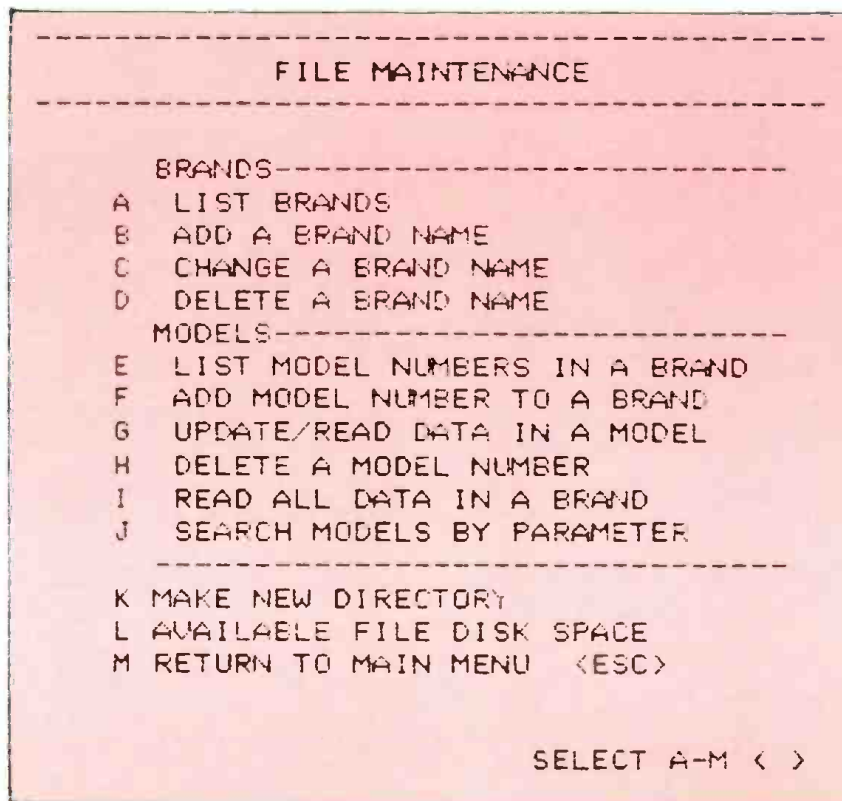 ----------------------------------------
FILE MAINTENANCE
----------------------------------------
BRANDS--------------------------
A LIST BRANDS
B ADD A BRAND NAME
C CHANGE A BRAND NAME
D DELETE A BRAND NAME
MODELS--------------------------
E LIST MODEL NUMBERS IN A BRAND
F ADD MODEL NUMBER TO A BRAND
G UPDATE/READ DATA IN A MODEL
H DELETE A MODEL NUMBER
I READ ALL DATA IN A BRAND
J SEARCH MODELS BY PARAMETER
--------------------------------
K MAKE NEW DIRECTORY
L AVAILABLE FILE DISK SPACE
M RETURN TO MAIN MENU <ESC>
SELECT A-M < >